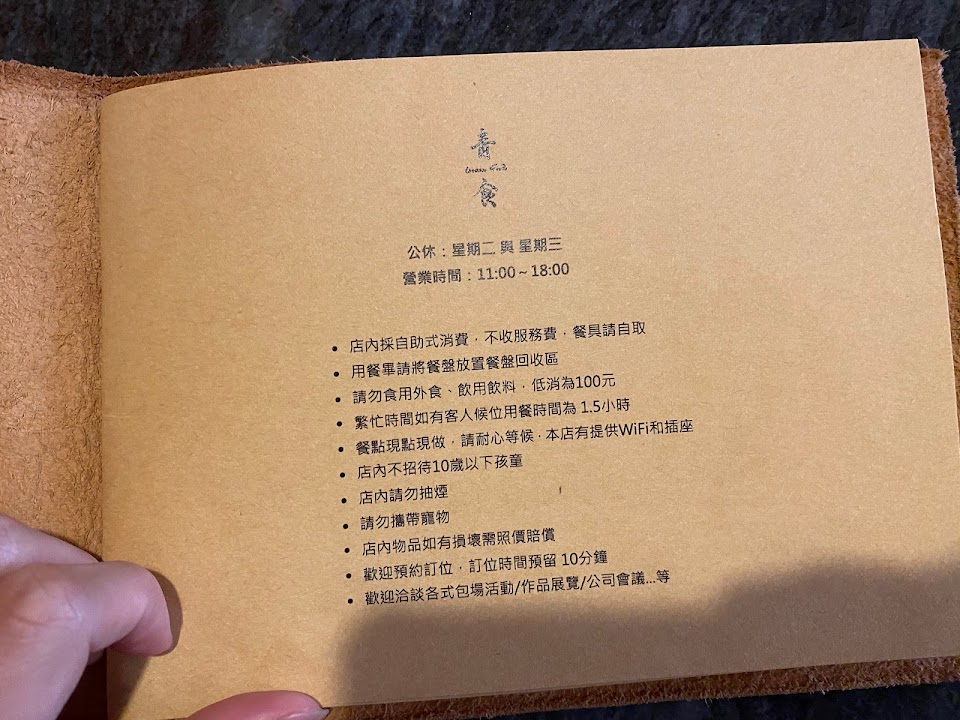 青
食
公休：星期二 與 星期三
營業時間：11:00～18:00
• 店內採自助式消費，不收服務費，餐具請自取
• 用餐畢請將餐盤放置餐盤回收區
• 請勿食用外食、飲用飲料，低消為100元
• 繁忙時間如有客人候位用餐時間為 1.5小時
• 餐點現點現做，請耐心等候，本店有提供WiFi和插座
• 店內不招待10歲以下孩童
• 店內請勿抽煙
• 請勿攜帶寵物
• 店內物品如有損壞需照價賠償
• 歡迎預約訂位，訂位時間預留 10分鐘
• 歡迎洽談各式包場活動/作品展覽/公司會議...等